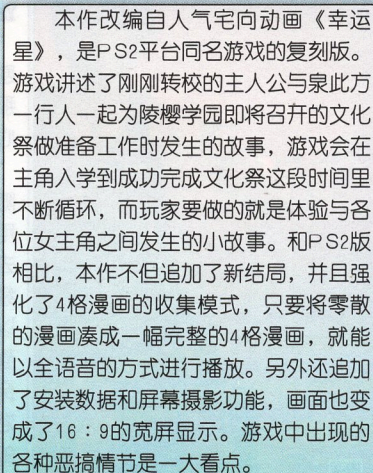 本作改编自人气宅向动画《幸运
星》，是PS2平台同名游戏的复刻版。
游戏讲述了刚刚转校的主人公与泉此方
一行人一起为陵樱学园即将召开的文化
祭做准备工作时发生的故事，游戏会在
主角入学到成功完成文化祭这段时间里
不断循环，而玩家要做的就是体验与各
位女主角之间发生的小故事。和PS2版
相比，本作不但追加了新结局，并且强
化了4格漫画的收集模式，只要将零散
的漫画凑成一幅完整的4格漫画，就能
以全语音的方式进行播放。另外还追加
了安装数据和屏幕摄影功能，画面也变
成了16：9的宽屏显示。游戏中出现的
各种恶搞情节是一大看点。